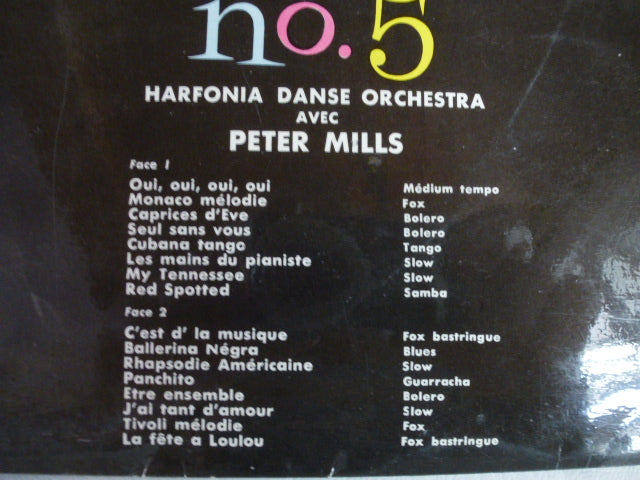 no. 5
HARFONIA DANSE ORCHESTRA
AVEC
PETER MILLS
Face 1
Oui, oui, oui, oui Médium tempo
Monaco mélodie Fox
Caprices d'Eve Bolero
Seul sans vous Bolero
Cubana tango Tango
Les mains du pianiste Slow
My Tennessee Slow
Red Spotted Samba
Face 2
C'est d' la musique Fox bastringue
Ballerina Négra Blues
Rhapsodie Américaine Slow
Panchito Guarracha
Etre ensemble Bolero
J'ai tant d'amour Slow
Tivoli mélodie Fox
La fête a Loulou Fox bastringue